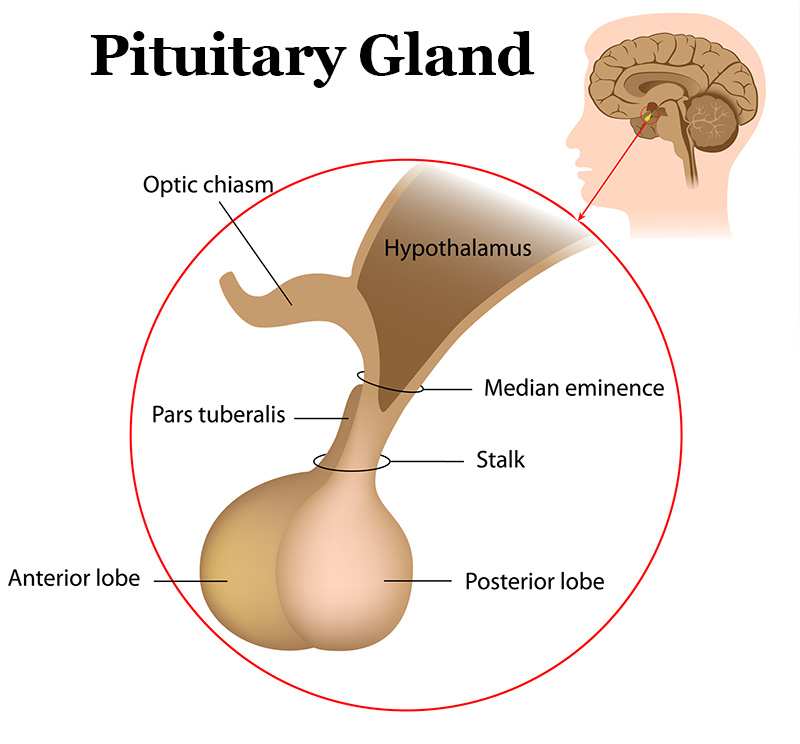 Pituitary Gland
Optic chiasm
Hypothalamus
Median eminence
Pars tuberalis
Stalk
Anterior lobe
Posterior lobe